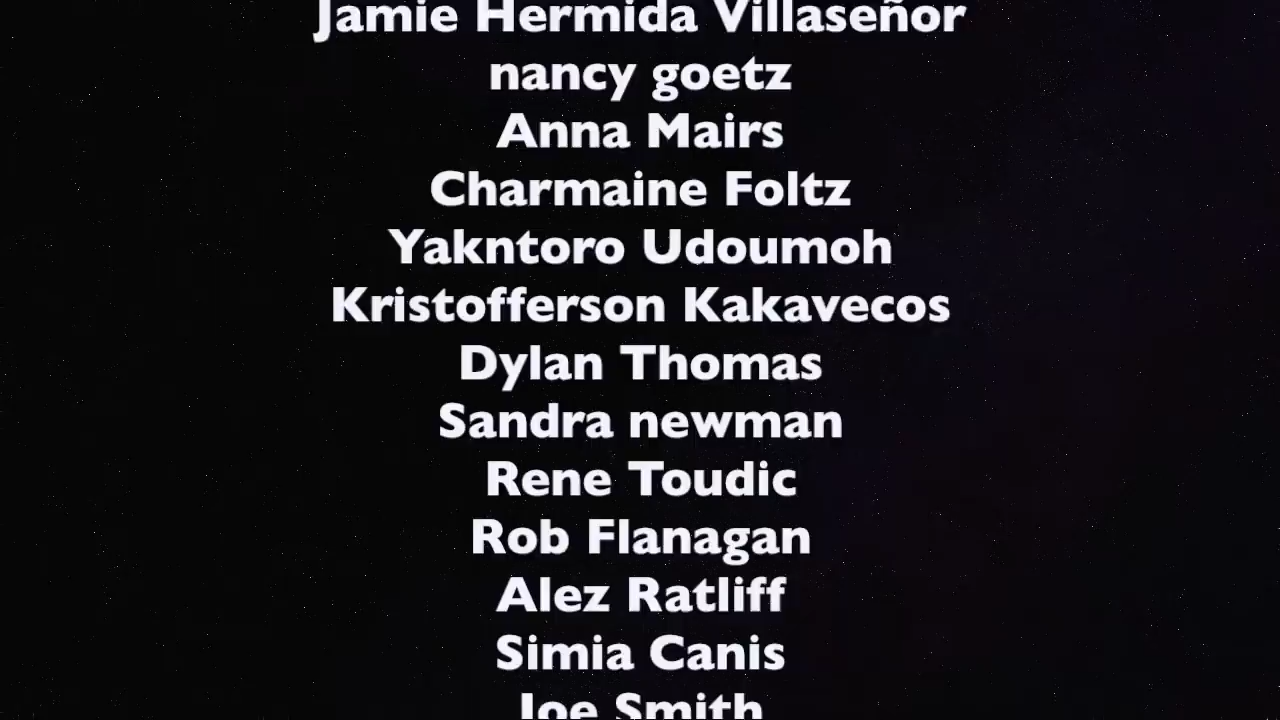 Jamie Hermida Villaseñor
nancy goetz
Anna Mairs
Charmaine Foltz
Yakntoro Udoumoh
Kristofferson Kakavecos
Dylan Thomas
Sandra newman
Rene Toudic
Rob Flanagan
Alez Ratliff
Simia Canis
Joe Smith